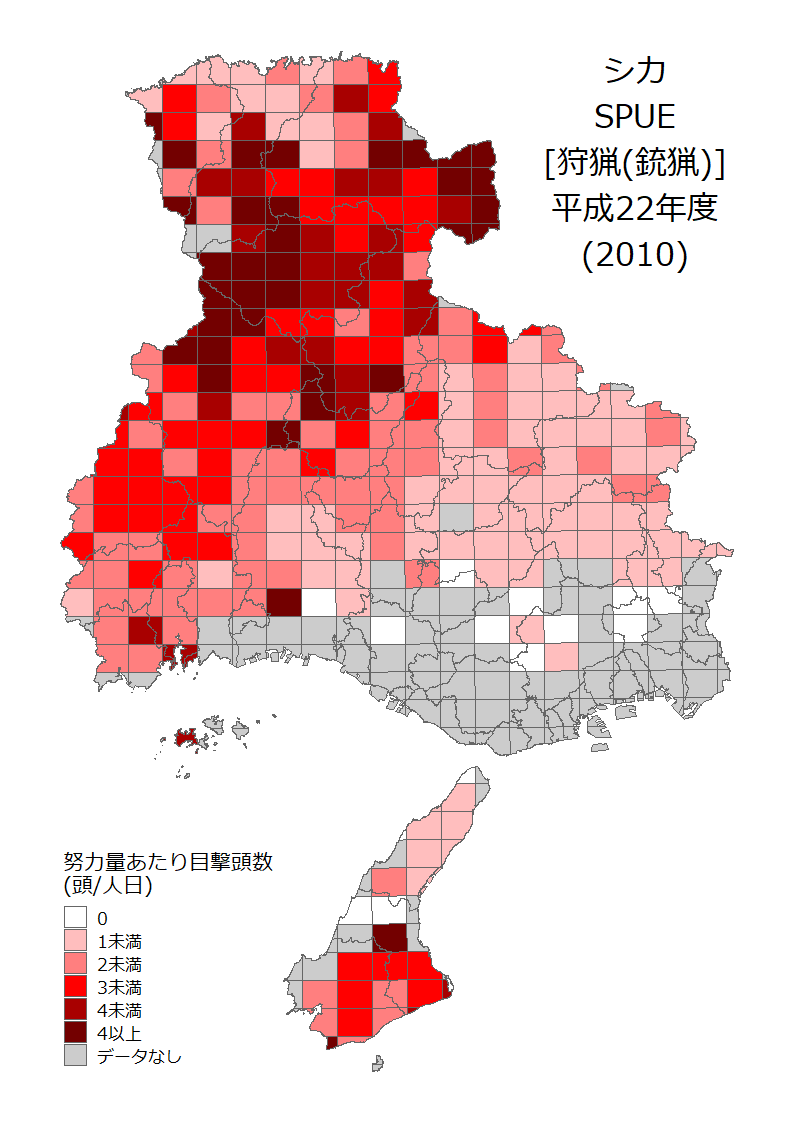 シカ
SPUE
[狩猟(銃猟)]
平成22年度
(2010)
努力量あたり目撃頭数
(頭/人日)
0
1未満
2未満
3未満
4未満
4以上
データなし